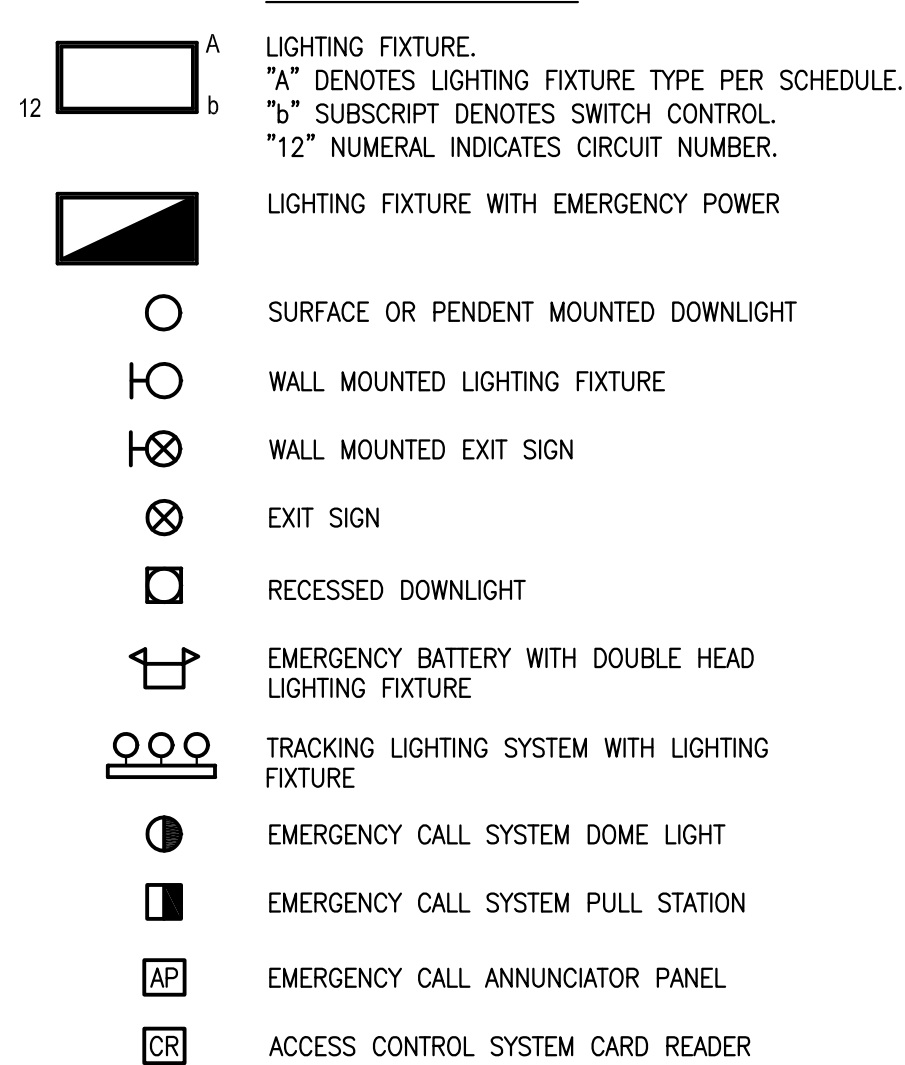 A
LIGHTING FIXTURE.
"A" DENOTES LIGHTING FIXTURE TYPE PER SCHEDULE.
12
b
"b" SUBSCRIPT DENOTES SWITCH CONTROL.
"12" NUMERAL INDICATES CIRCUIT NUMBER.
LIGHTING FIXTURE WITH EMERGENCY POWER
SURFACE OR PENDENT MOUNTED DOWNLIGHT
WALL MOUNTED LIGHTING FIXTURE
WALL MOUNTED EXIT SIGN
EXIT SIGN
RECESSED DOWNLIGHT
EMERGENCY BATTERY WITH DOUBLE HEAD
LIGHTING FIXTURE
TRACKING LIGHTING SYSTEM WITH LIGHTING
FIXTURE
EMERGENCY CALL SYSTEM DOME LIGHT
EMERGENCY CALL SYSTEM PULL STATION
AP
EMERGENCY CALL ANNUNCIATOR PANEL
CR
ACCESS CONTROL SYSTEM CARD READER